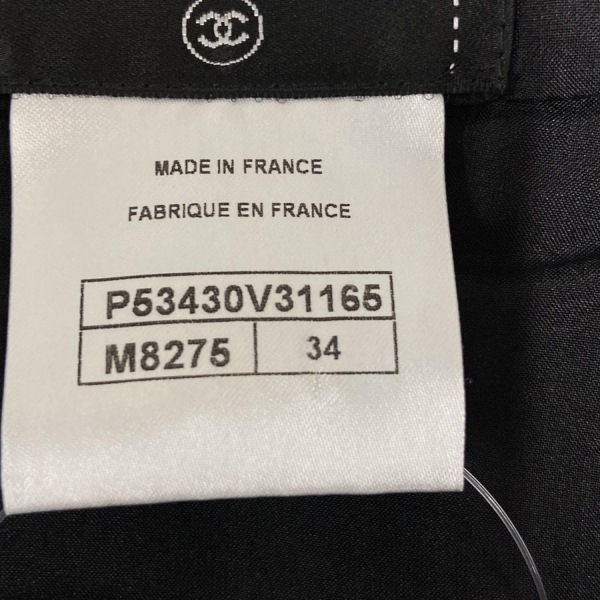 MADE IN FRANCE
FABRIQUE EN FRANCE
P53430V31165
M8275 34